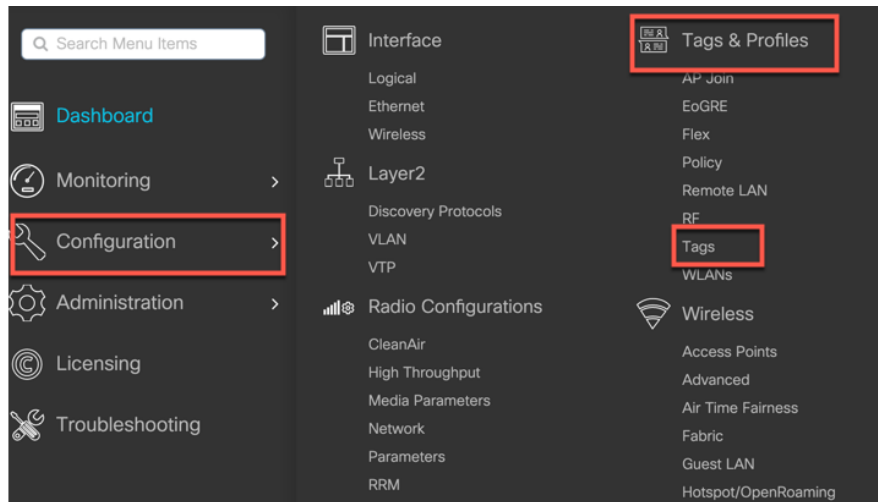 Search Menu Items
Dashboard
Monitoring
Configuration
Administration
Licensing
Troubleshooting
Interface
Logical
Ethernet
Wireless
Layer2
Discovery Protocols
VLAN
VTP
Radio Configurations
CleanAir
High Throughput
Media Parameters
Network
Parameters
RRM
Tags & Profiles
AP Join
EoGRE
Flex
Policy
Remote LAN
RF
Tags
WLANs
Wireless
Access Points
Advanced
Air Time Fairness
Fabric
Guest LAN
Hotspot/OpenRoaming